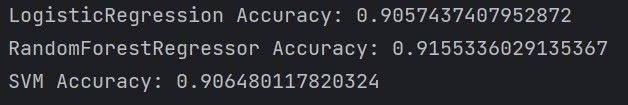 LogisticRegression Accuracy: 0.9057437407952872
RandomForestRegressor Accuracy: 0.9155336029135367
SVM Accuracy: 0.906480117820324